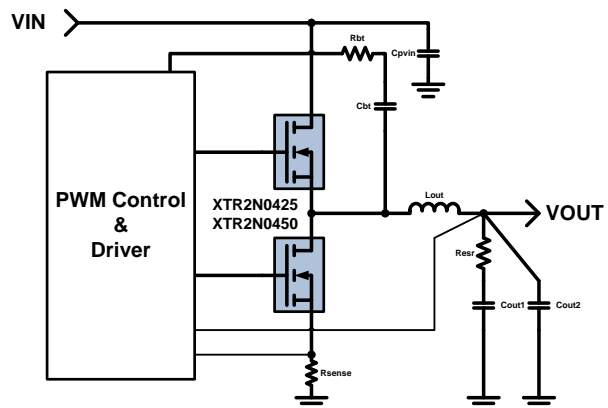 VIN
Rbt
Cpvin
Cbt
XTR2N0425
XTR2N0450
PWM Control
&
Driver
Lout
VOUT
Resr
Cout1
Cout2
Rsense